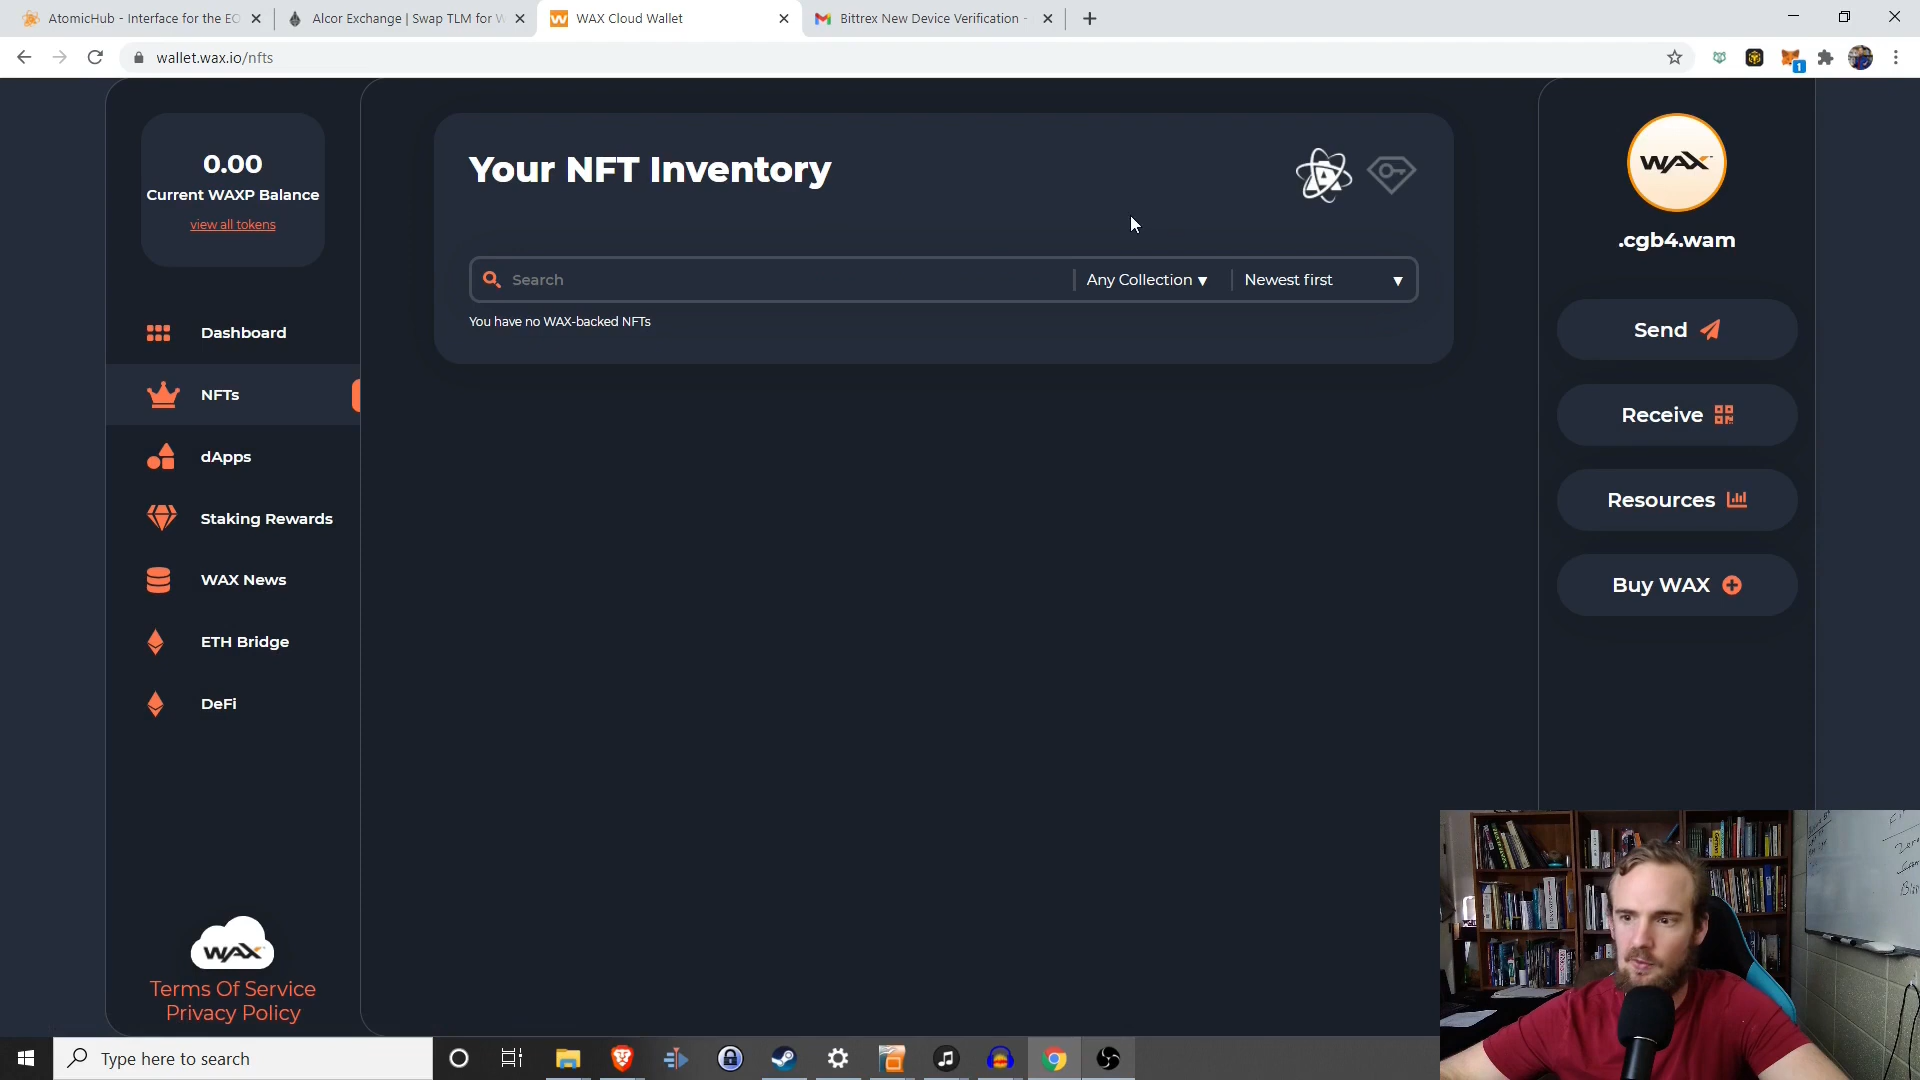 AtomicHub - Interface for the EO
Alcor Exchange | Swap TLM for W
WAX Cloud Wallet
Bittrex New Device Verification -
wallet.wax.io/nfts
1
0.00
Current WAXP Balance
view all tokens
Dashboard
NFTs
dApps
Staking Rewards
WAX News
ETH Bridge
DeFi
WAX
Terms Of Service
Privacy Policy
Your NFT Inventory
Search
Any Collection ▾
Newest first ▾
You have no WAX-backed NFTs
WAX
.cgb4.wam
Send
Receive
Resources
Buy WAX
Type here to search